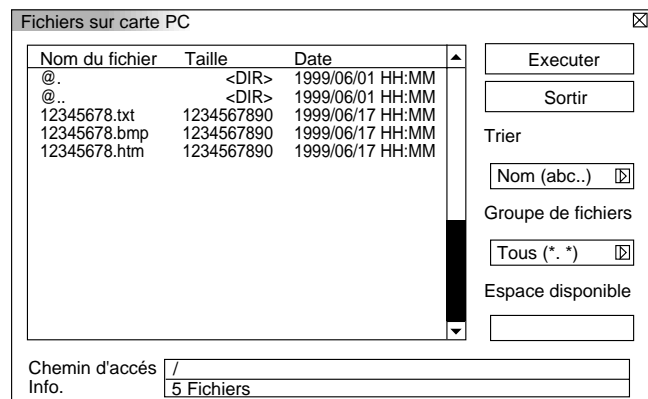 Fichiers sur carte PC
Nom du fichier Taille Date
@. <DIR> 1999/06/01 HH:MM
@.. <DIR> 1999/06/01 HH:MM
12345678.txt 1234567890 1999/06/17 HH:MM
12345678.bmp 1234567890 1999/06/17 HH:MM
12345678.htm 1234567890 1999/06/17 HH:MM
Executer
Sortir
Trier
Nom (abc..)
Groupe de fichiers
Tous (*. *)
Espace disponible
Chemin d'accés /
Info. 5 Fichiers